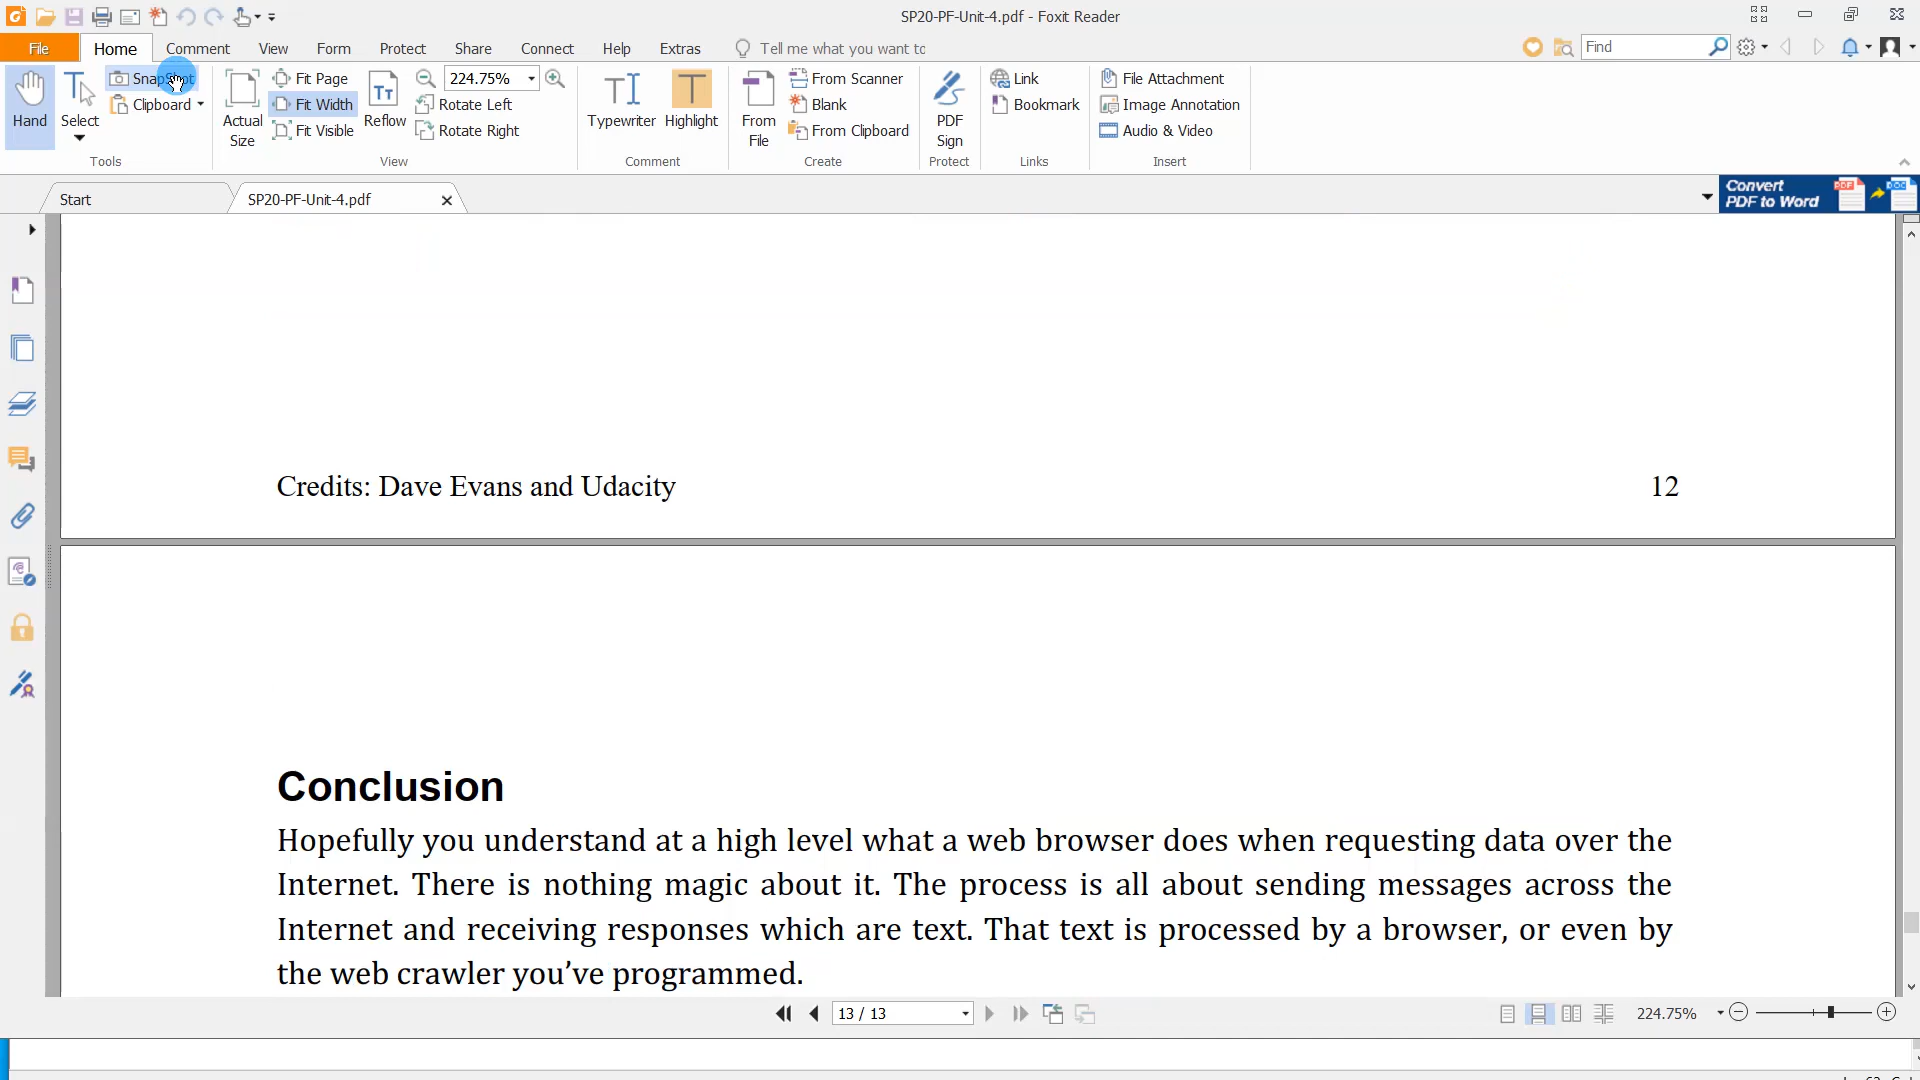 SP20-PF-Unit-4.pdf - Foxit Reader
File
Home
Comment
View
Form
Protect
Share
Connect
Help
Extras
Tell me what you want to
Find
Hand
Select
SnapShot
Clipboard
Tools
Actual
Size
Fit Page
Fit Width
Fit Visible
Reflow
224.75%
Rotate Left
Rotate Right
View
Typewriter
Highlight
Comment
From
File
From Scanner
Blank
From Clipboard
Create
PDF
Sign
Protect
Link
Bookmark
Links
File Attachment
Image Annotation
Audio & Video
Insert
Start
SP20-PF-Unit-4.pdf
Convert
PDF to Word
PDF
DOC
Credits: Dave Evans and Udacity 12
Conclusion
Hopefully you understand at a high level what a web browser does when requesting data over the
Internet. There is nothing magic about it. The process is all about sending messages across the
Internet and receiving responses which are text. That text is processed by a browser, or even by
the web crawler you’ve programmed.
13 / 13
224.75%